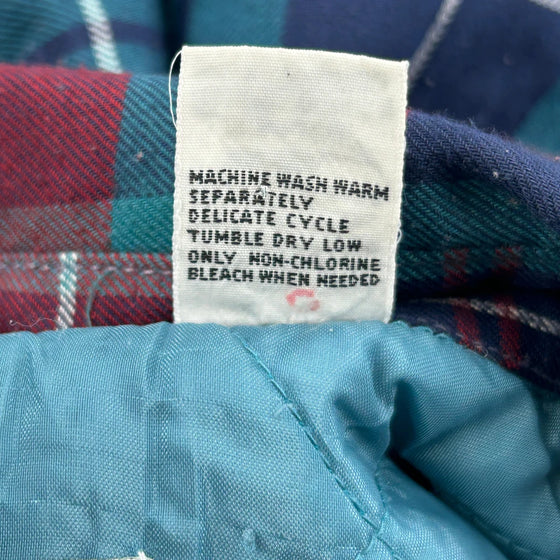 MACHINE WASH WARM
SEPARATELY
DELICATE CYCLE
TUMBLE DRY LOW
ONLY NON-CHLORINE
BLEACH WHEN NEEDED